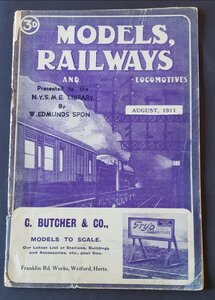 3D
MODELS,
RAILWAYS
AND LOCOMOTIVES
Presented to the
N.Y.S.M.E. LIBRARY
By
W. EDMUNDS SPON
AUGUST, 1911
C. BUTCHER & CO.,
MODELS TO SCALE.
Our Latest List of Stations, Buildings
and Accessories, etc., post free.
Franklin Rd. Works, Watford, Herts.